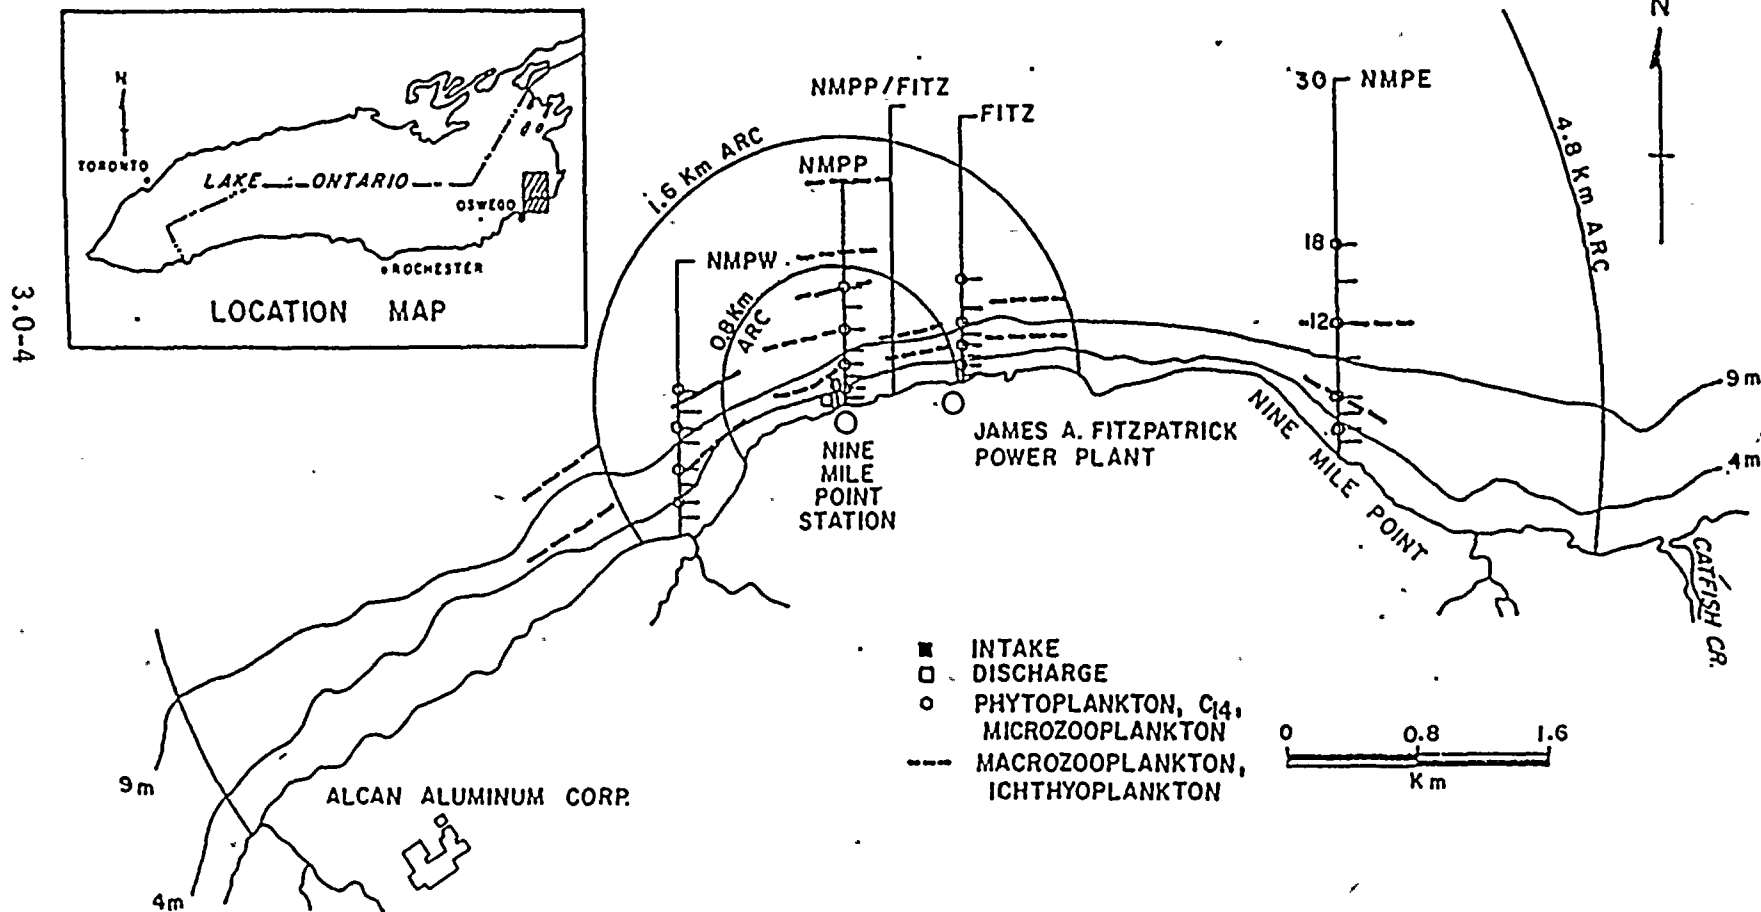 N
TORONTO
LAKE ONTARIO
OSWEGO
ROCHESTER
LOCATION MAP
3.0-4
NMPP/FITZ
FITZ
30
NMPE
N
1.6 Km ARC
NMPP
NMPW
0.8 Km
ARC
18
12
4.8 Km ARC
9m
4m
NINE
MILE
POINT
STATION
JAMES A. FITZPATRICK
POWER PLANT
NINE MILE POINT
CATFISH CR.
INTAKE
DISCHARGE
PHYTOPLANKTON, C14,
MICROZOOPLANKTON
MACROZOOPLANKTON,
ICHTHYOPLANKTON
0 0.8 1.6
Km
9m
ALCAN ALUMINUM CORP.
4m